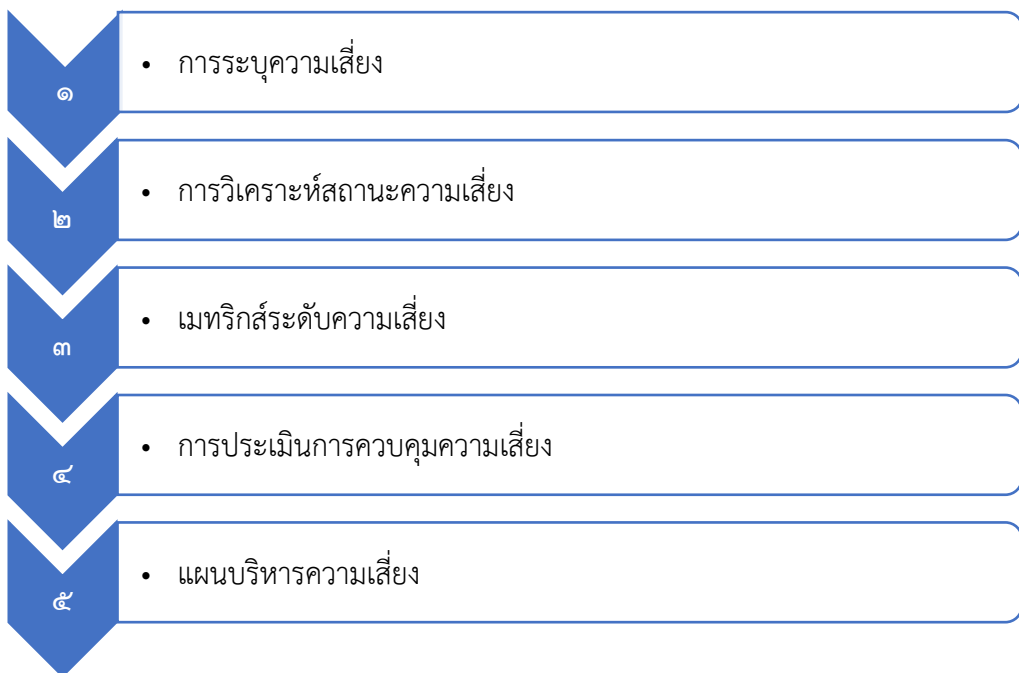 ๑
• การระบุความเสี่ยง
๒
• การวิเคราะห์สถานะความเสี่ยง
๓
• เมทริกส์ระดับความเสี่ยง
๔
• การประเมินการควบคุมความเสี่ยง
๕
• แผนบริหารความเสี่ยง